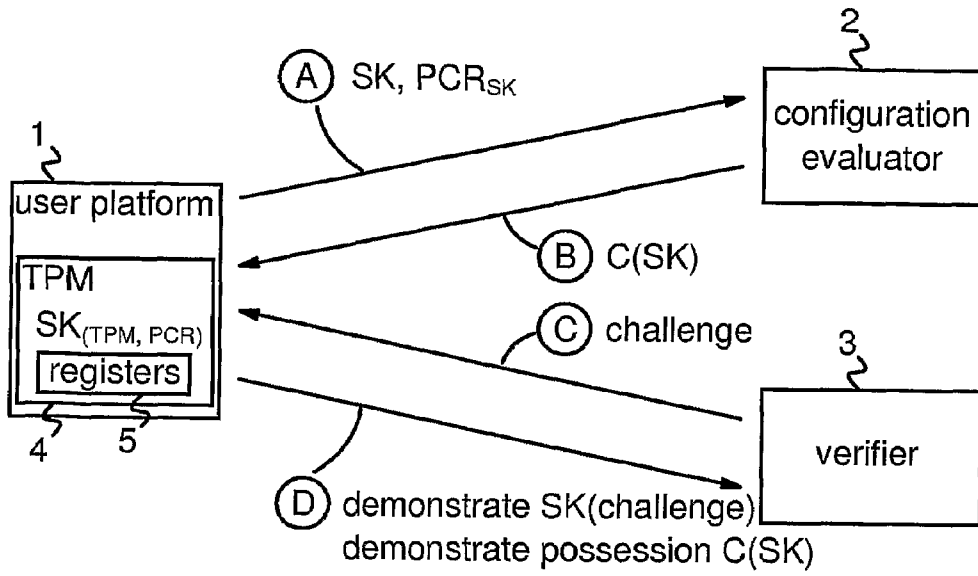 A SK, PCRSK
2
configuration
evaluator
1
user platform
B C(SK)
TPM
SK(TPM, PCR)
registers
4
5
C challenge
3
verifier
D demonstrate SK(challenge)
demonstrate possession C(SK)